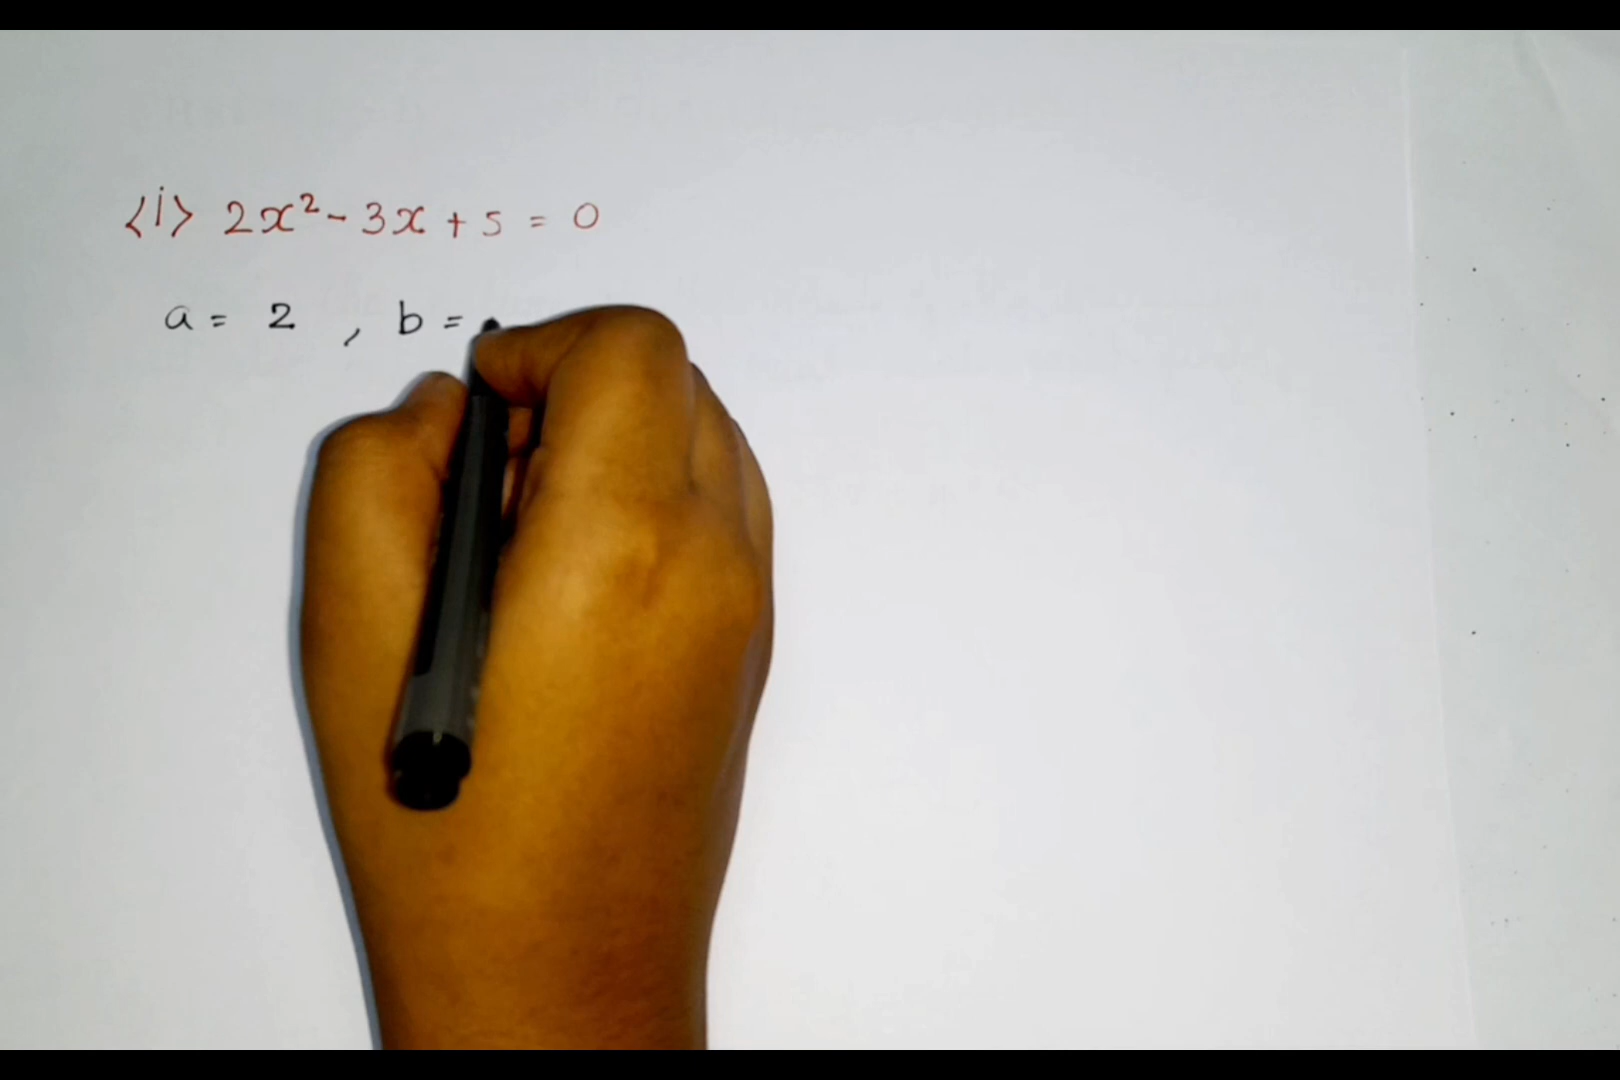 <i> 2x² - 3x + 5 = 0
a = 2 , b =